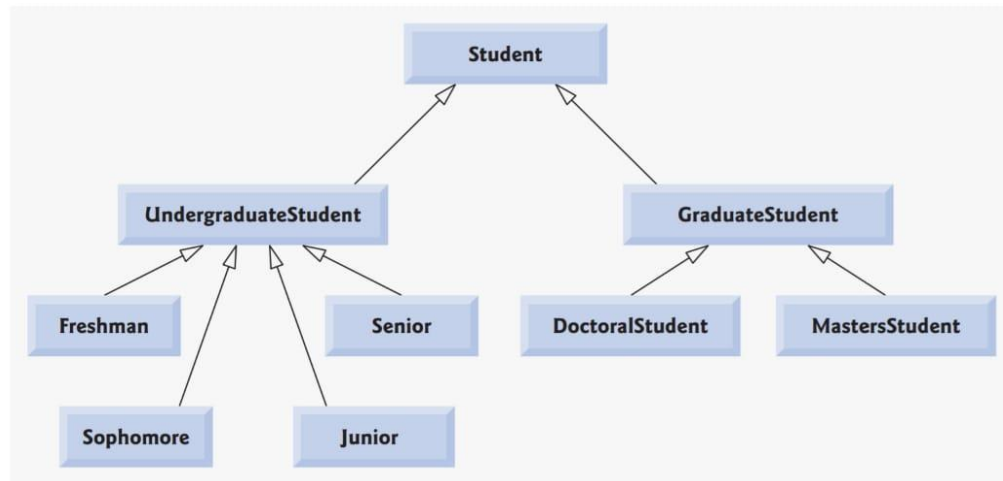 Student
UndergraduateStudent
GraduateStudent
Freshman
Senior
DoctoralStudent
MastersStudent
Sophomore
Junior